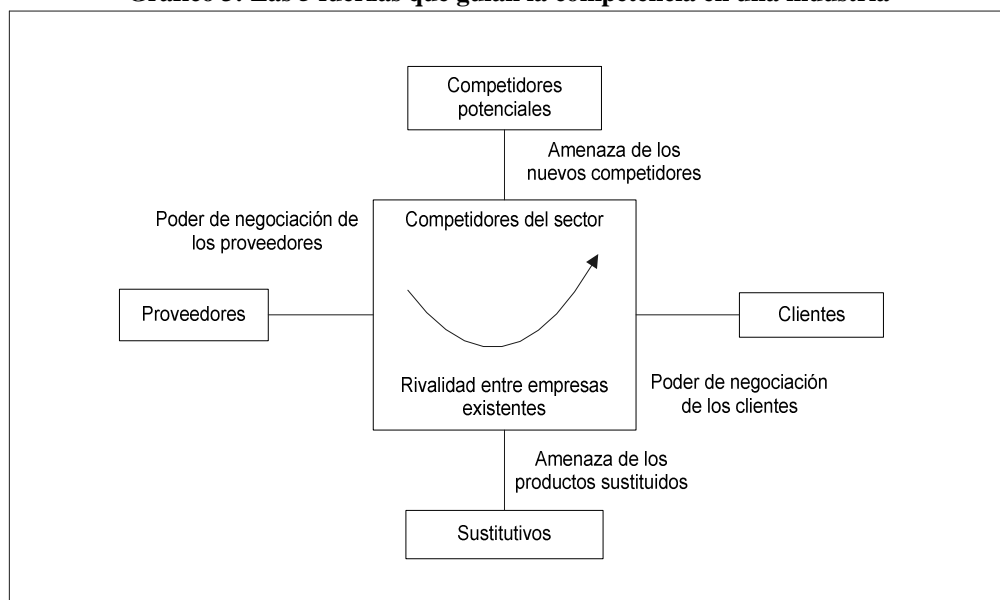 Gráfico 3: Las 5 fuerzas que guían la competencia en una industria
Competidores
potenciales
Amenaza de los
nuevos competidores
Poder de negociación de
los proveedores
Competidores del sector
Proveedores
Clientes
Rivalidad entre empresas
existentes
Poder de negociación
de los clientes
Amenaza de los
productos sustituidos
Sustitutivos